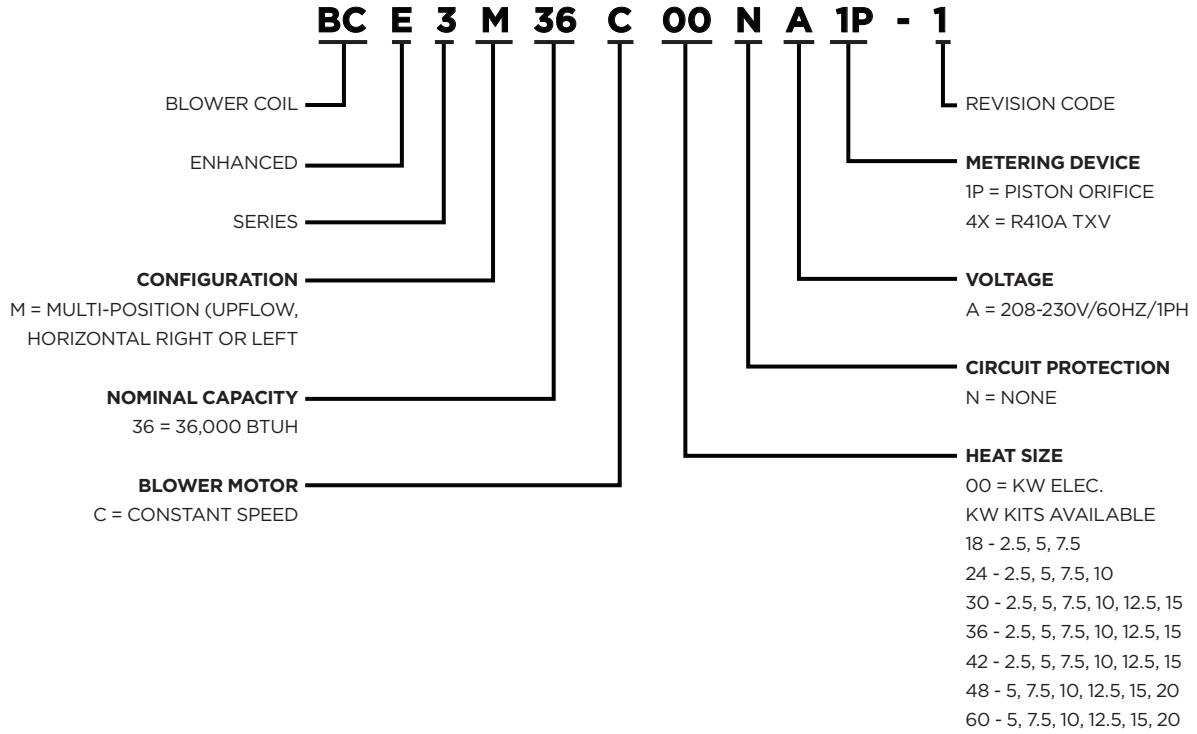 BC E 3 M 36 C 00 N A 1P - 1
BLOWER COIL
ENHANCED
SERIES
CONFIGURATION
M = MULTI-POSITION (UPFLOW,
HORIZONTAL RIGHT OR LEFT
NOMINAL CAPACITY
36 = 36,000 BTUH
BLOWER MOTOR
C = CONSTANT SPEED
REVISION CODE
METERING DEVICE
1P = PISTON ORIFICE
4X = R410A TXV
VOLTAGE
A = 208-230V/60HZ/1PH
CIRCUIT PROTECTION
N = NONE
HEAT SIZE
00 = KW ELEC.
KW KITS AVAILABLE
18 - 2.5, 5, 7.5
24 - 2.5, 5, 7.5, 10
30 - 2.5, 5, 7.5, 10, 12.5, 15
36 - 2.5, 5, 7.5, 10, 12.5, 15
42 - 2.5, 5, 7.5, 10, 12.5, 15
48 - 5, 7.5, 10, 12.5, 15, 20
60 - 5, 7.5, 10, 12.5, 15, 20